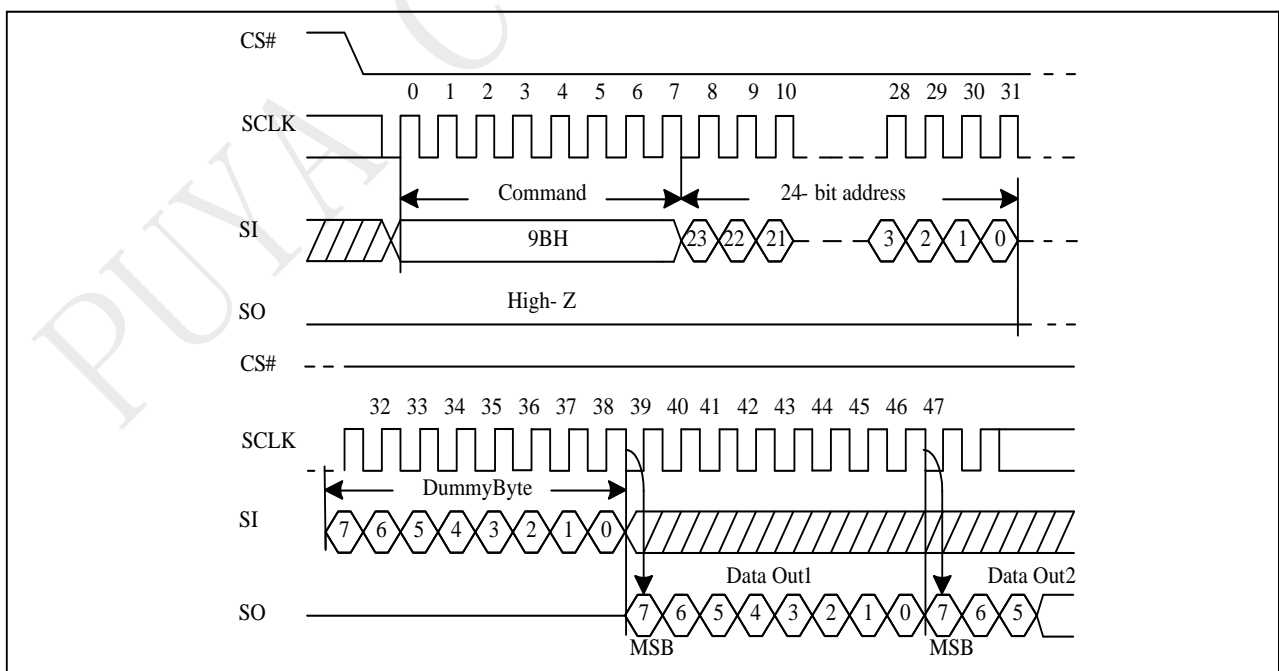 CS#
0 1 2 3 4 5 6 7 8 9 10 28 29 30 31
SCLK
Command 24- bit address
SI 9BH 23 22 21 3 2 1 0
High- Z
SO
CS#
32 33 34 35 36 37 38 39 40 41 42 43 44 45 46 47
SCLK
DummyByte
SI 7 6 5 4 3 2 1 0
Data Out1 Data Out2
SO 7 6 5 4 3 2 1 0 7 6 5
MSB MSB
PUYA C